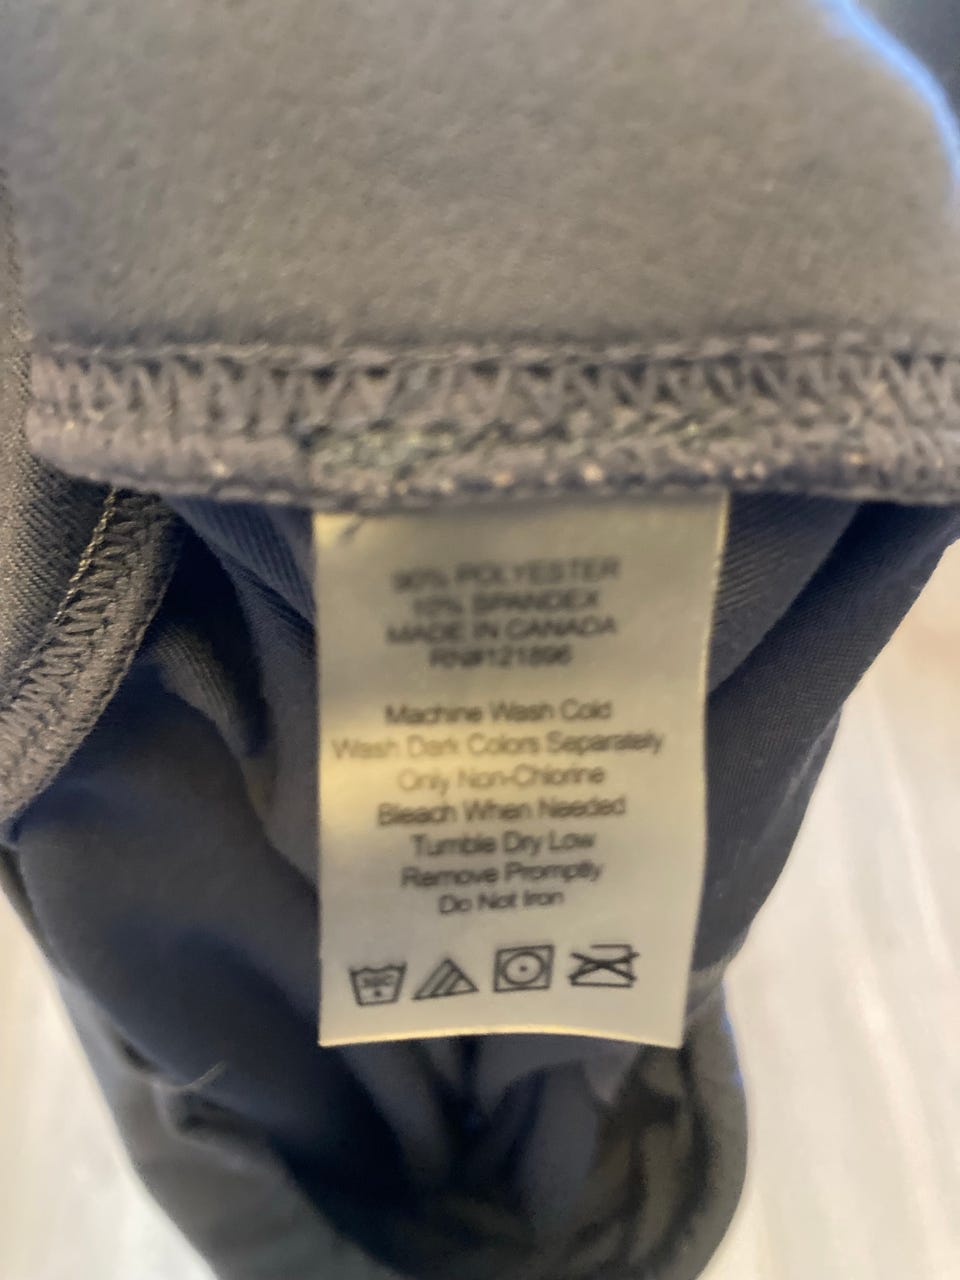 90% POLYESTER
10% SPANDEX
MADE IN CANADA
RN#121896
Machine Wash Cold
Wash Dark Colors Separately
Only Non-Chlorine
Bleach When Needed
Tumble Dry Low
Remove Promptly
Do Not Iron
30C